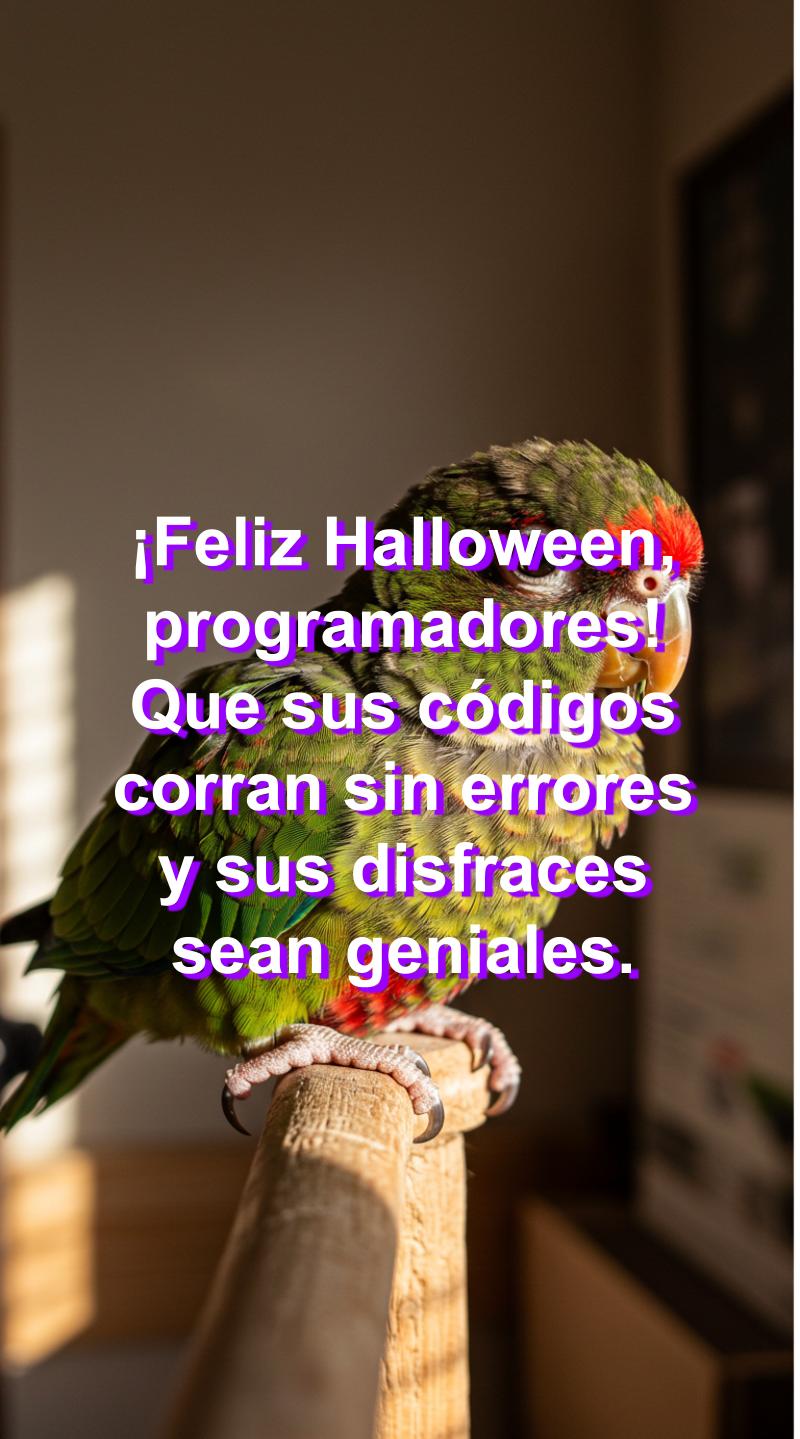 ¡Feliz Halloween,
programadores!
Que sus códigos
corran sin errores
y sus disfraces
sean geniales.